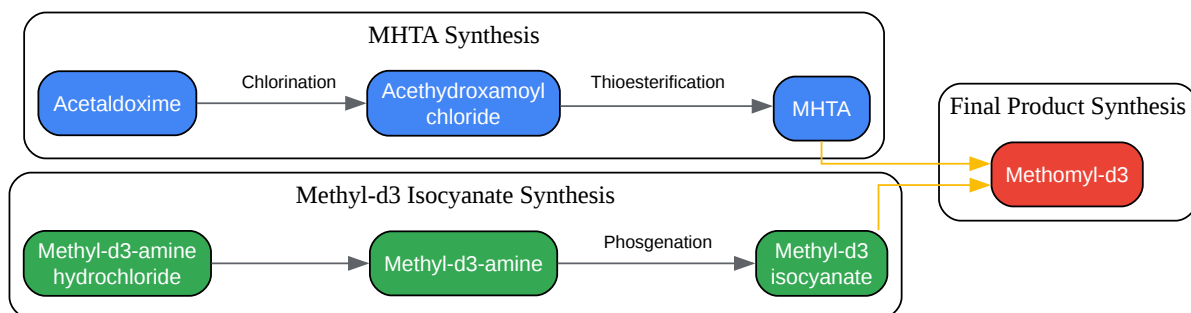 MHTA Synthesis
Acetaldoxime
Chlorination
Acethydroxamoyl
chloride
Thioesterification
MHTA
Final Product Synthesis
Methomyl-d3
Methyl-d3 Isocyanate Synthesis
Methyl-d3-amine
hydrochloride
Methyl-d3-amine
Phosgenation
Methyl-d3
isocyanate